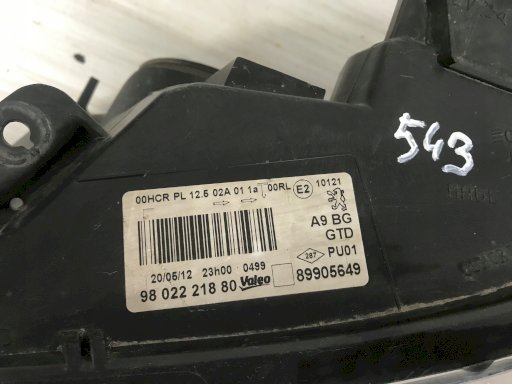 543
00HCR PL 12.5 02A 01 1a 00RL E2 10121
A9 BG
GTD
287 PU01
20/05/12 23h00 0499
98 022 218 80 Valeo 89905649